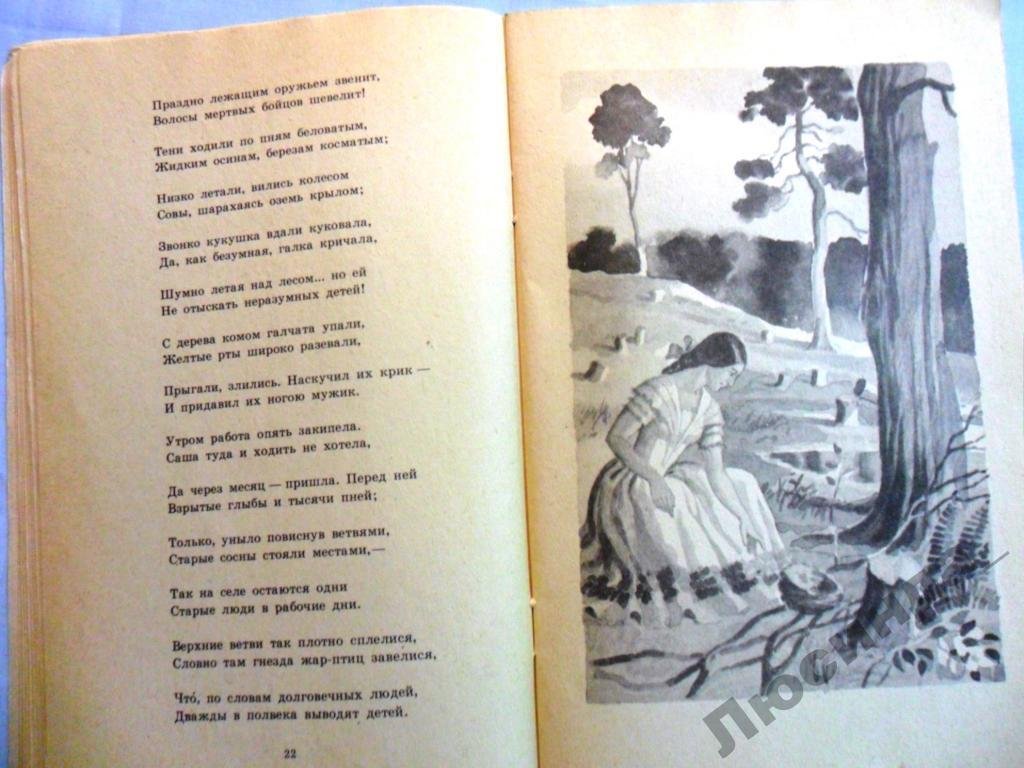 Праздно лежащим оружьем звенит,
Волосы мертвых бойцов шевелит!
Тени ходили по пням беловатым,
Жидким осинам, березам косматым;
Низко летали, вились колесом
Совы, шарахаясь оземь крылом;
Звонко кукушка вдали куковала,
Да, как безумная, галка кричала,
Шумно летая над лесом... но ей
Не отыскать неразумных детей!
С дерева комом галчата упали,
Желтые рты широко разевали,
Прыгали, злились. Наскучил их крик —
И придавил их ногою мужик.
Утром работа опять закипела.
Саша туда и ходить не хотела,
Да через месяц — пришла. Перед ней
Взрытые глыбы и тысячи пней;
Только, уныло повиснув ветвями,
Старые сосны стояли местами,—
Так на селе остаются одни
Старые люди в рабочие дни.
Верхние ветви так плотно сплелися,
Словно там гнезда жар-птиц завелися,
Что́, по словам долговечных людей,
Дважды в полвека выводят детей.
22
Люсинда